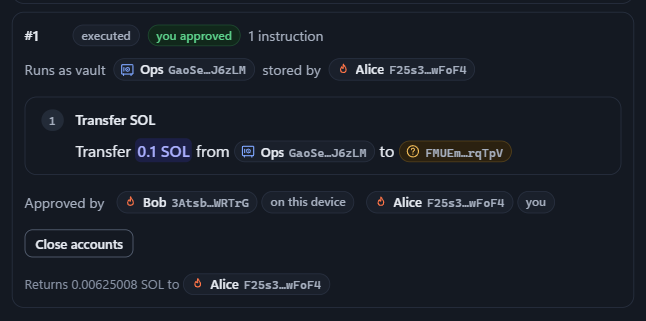 #1 executed you approved 1 instruction
Runs as vault Ops GaoSe…J6zLM stored by Alice F25s3…wFoF4
1 Transfer SOL
Transfer 0.1 SOL from Ops GaoSe…J6zLM to FMUEm…rqTpV
Approved by Bob 3Atsb…WRTrG on this device Alice F25s3…wFoF4 you
Close accounts
Returns 0.00625008 SOL to Alice F25s3…wFoF4